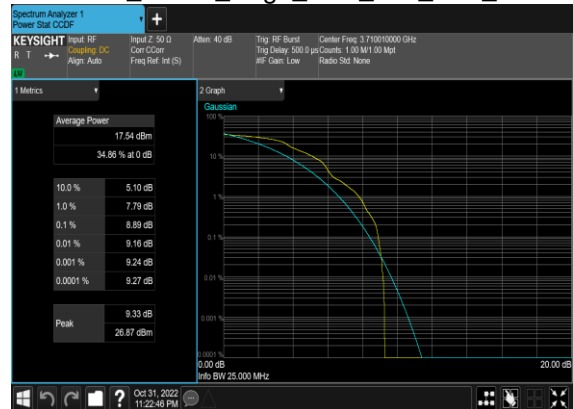 Spectrum Analyzer 1
Power Stat CCDF
KEYSIGHT
R T
LW
Input: RF
Coupling: DC
Align: Auto
Input Z: 50 Ω
Corr CCorr
Freq Ref: Int (S)
Atten: 40 dB
Trig: RF Burst
Trig Delay: 500.0 µs
#IF Gain: Low
Center Freq: 3.710010000 GHz
Counts: 1.00 M/1.00 Mpt
Radio Std: None
1 Metrics
Average Power
17.54 dBm
34.86 % at 0 dB
10.0 % 5.10 dB
1.0 % 7.79 dB
0.1 % 8.89 dB
0.01 % 9.16 dB
0.001 % 9.24 dB
0.0001 % 9.27 dB
Peak
9.33 dB
26.87 dBm
2 Graph
Gaussian
100 %
10 %
1 %
0.1 %
0.01 %
0.001 %
0.0001 %
0.00 dB
20.00 dB
Info BW 25.000 MHz
?
Oct 31, 2022
11:22:46 PM